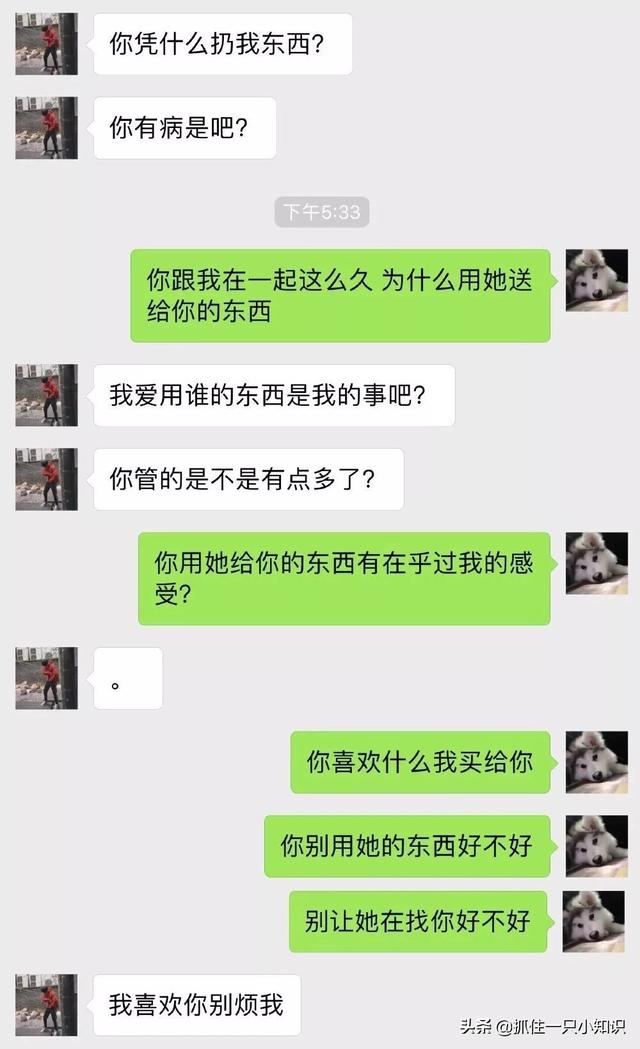 你凭什么扔我东西?
你有病是吧?
下午5:33
你跟我在一起这么久 为什么用她送
给你的东西
我爱用谁的东西是我的事吧?
你管的是不是有点多了?
你用她给你的东西有在乎过我的感
受?
。
你喜欢什么我买给你
你别用她的东西好不好
别让她在找你好不好
我喜欢你别烦我
头条 @抓住一只小知识